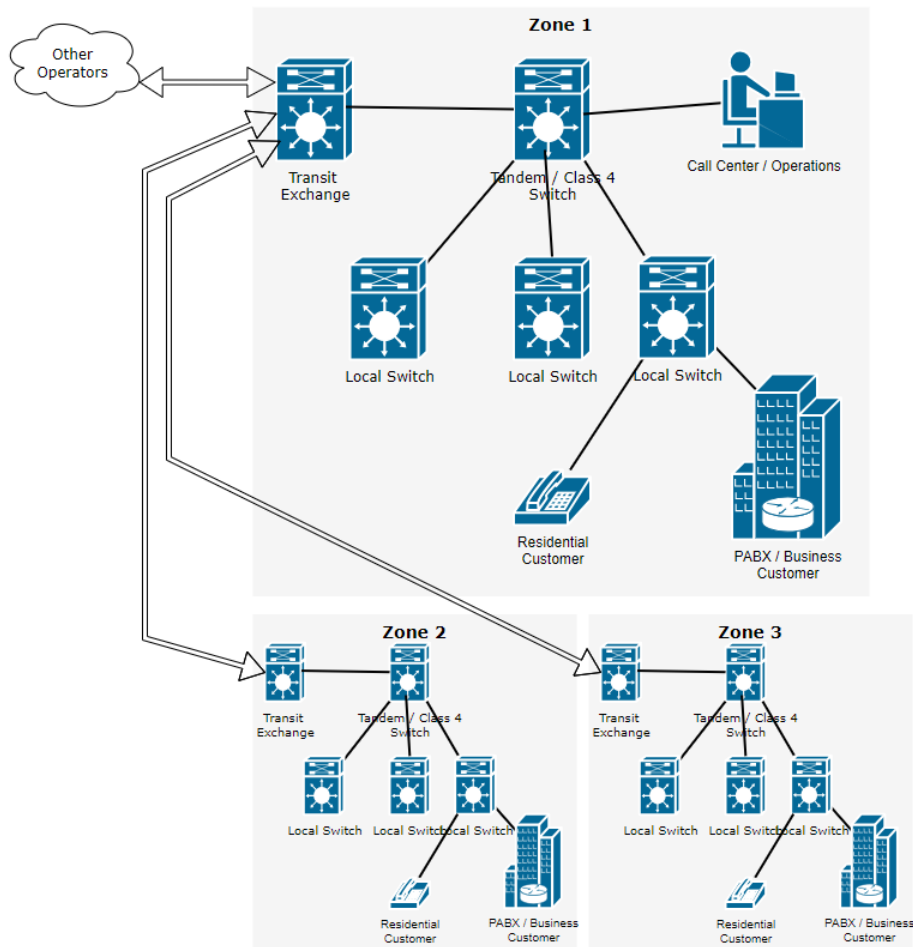 Zone 1
Other
Operators
Transit
Exchange
Tandem / Class 4
Switch
Call Center / Operations
Local Switch
Local Switch
Local Switch
Residential
Customer
PABX / Business
Customer
Zone 2
Transit
Exchange
Tandem / Class 4
Switch
Local Switch
Local Switch
Local Switch
Residential
Customer
PABX / Business
Customer
Zone 3
Transit
Exchange
Tandem / Class 4
Switch
Local Switch
Local Switch
Local Switch
Residential
Customer
PABX / Business
Customer